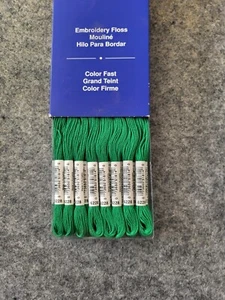 Embroidery Floss
Mouliné
Hilo Para Bordar
Color Fast
Grand Teint
Color Firme